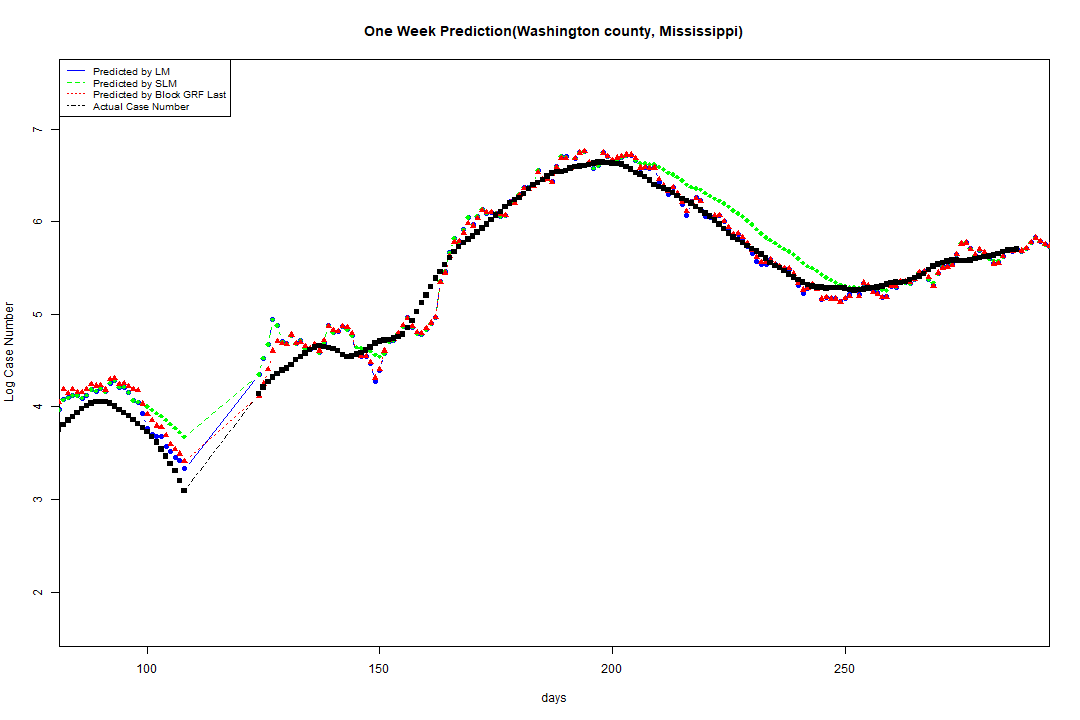 One Week Prediction(Washington county, Mississippi)
Predicted by LM
Predicted by SLM
Predicted by Block GRF Last
Actual Case Number
7
6
5
4
3
2
Log Case Number
100 150 200 250
days